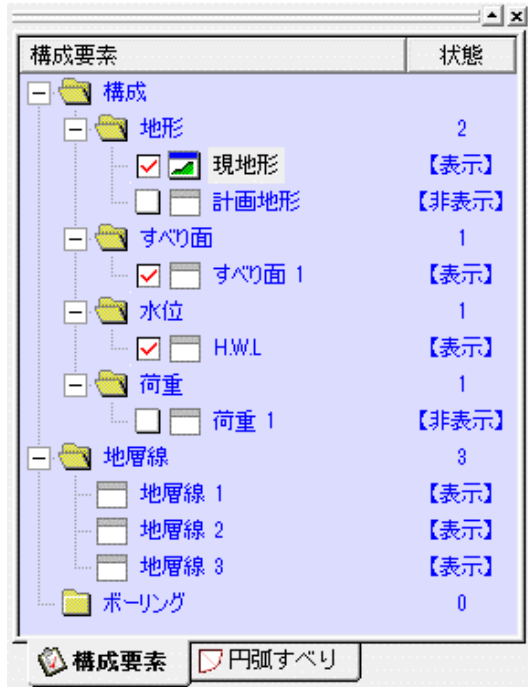 構成要素 状態
構成
地形 2
現地形 【表示】
計画地形 【非表示】
すべり面 1
すべり面 1 【表示】
水位 1
H.W.L 【表示】
荷重 1
荷重 1 【非表示】
地層線 3
地層線 1 【表示】
地層線 2 【表示】
地層線 3 【表示】
ボーリング 0
構成要素 円弧すべり